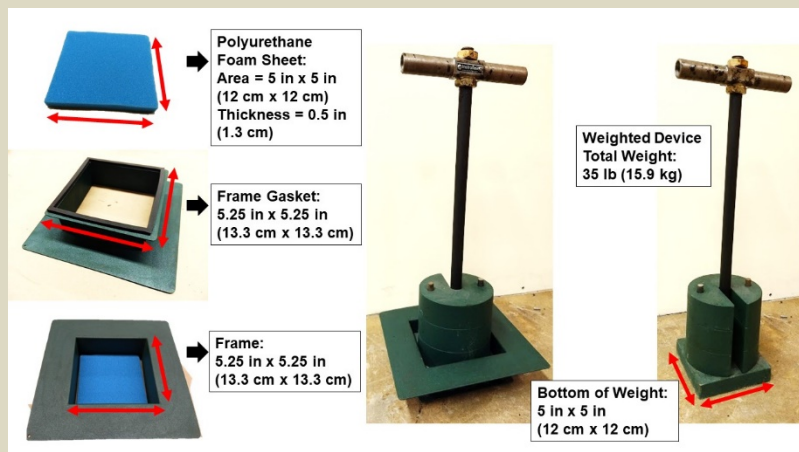 Polyurethane
Foam Sheet:
Area = 5 in x 5 in
(12 cm x 12 cm)
Thickness = 0.5 in
(1.3 cm)
Frame Gasket:
5.25 in x 5.25 in
(13.3 cm x 13.3 cm)
Frame:
5.25 in x 5.25 in
(13.3 cm x 13.3 cm)
Weighted Device
Total Weight:
35 lb (15.9 kg)
Bottom of Weight:
5 in x 5 in
(12 cm x 12 cm)